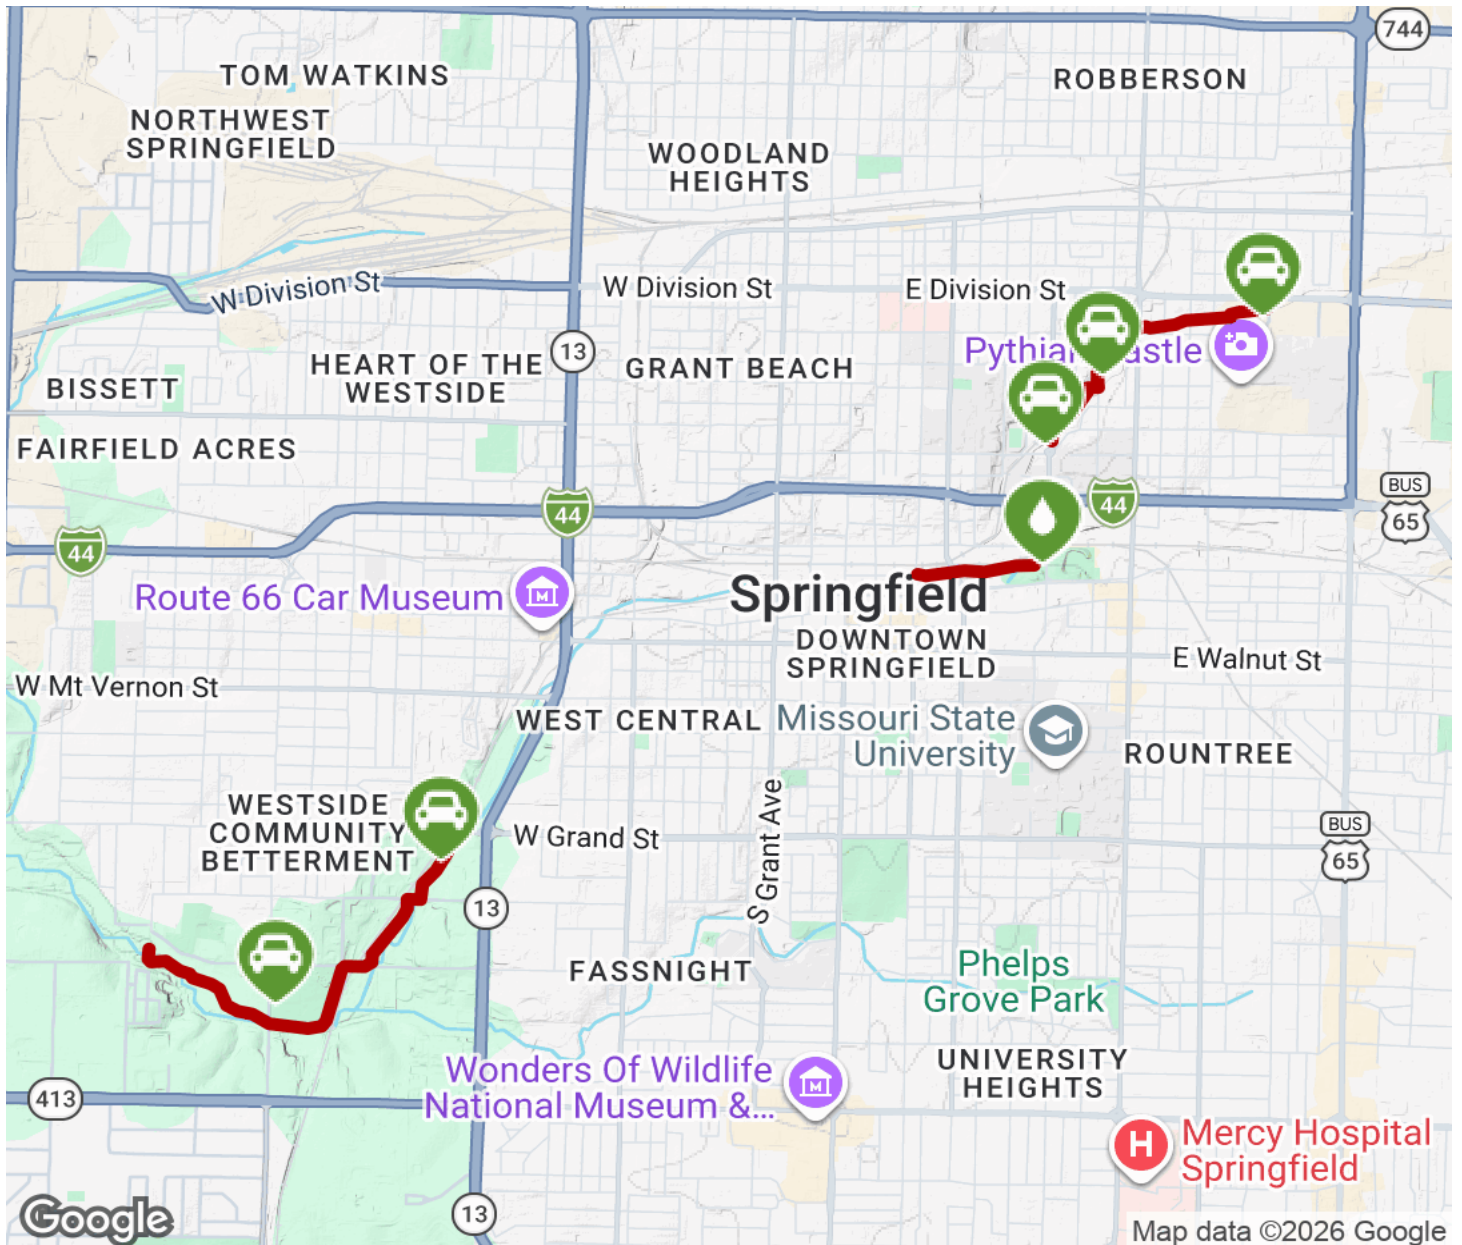 744
TOM WATKINS
ROBBERSON
NORTHWEST
SPRINGFIELD
WOODLAND
HEIGHTS
W Division St
W Division St
E Division St
13
HEART OF THE
WESTSIDE
GRANT BEACH
BISSETT
FAIRFIELD ACRES
44
44
44
BUS
65
Route 66 Car Museum
M
Springfield
DOWNTOWN
SPRINGFIELD
E Walnut St
W Mt Vernon St
WEST CENTRAL
Missouri State
University
ROUNTREE
WESTSIDE
COMMUNITY
BETTERMENT
W Grand St
S Grant Ave
BUS
65
13
FASSNIGHT
Phelps
Grove Park
UNIVERSITY
HEIGHTS
Wonders Of Wildlife
National Museum &...
M
413
H
Mercy Hospital
Springfield
13
Google
Map data ©2026 Google